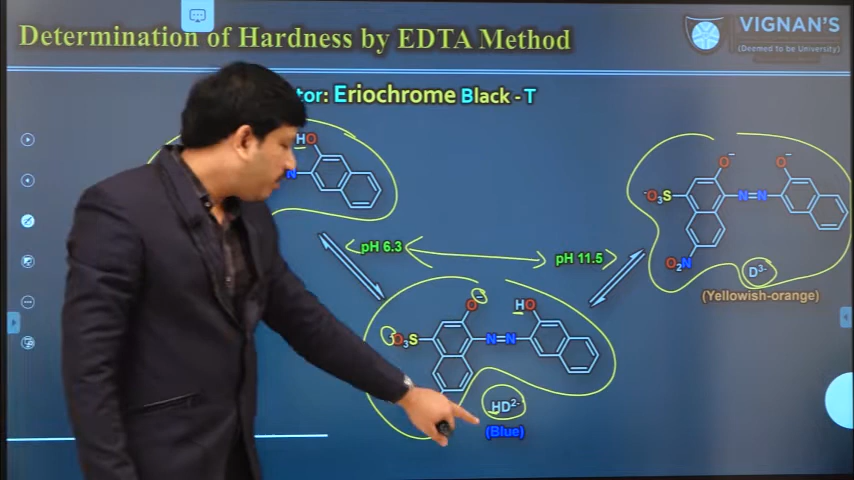 Determination of Hardness by EDTA Method
VIGNAN'S
(Deemed to be University)
tor: Eriochrome Black - T
HO
N
O⁻ O⁻
⁻O₃S N=N
O₂N
D³⁻
(Yellowish-orange)
pH 6.3
pH 11.5
O⁻ HO
O₃S N=N
HD²⁻
(Blue)